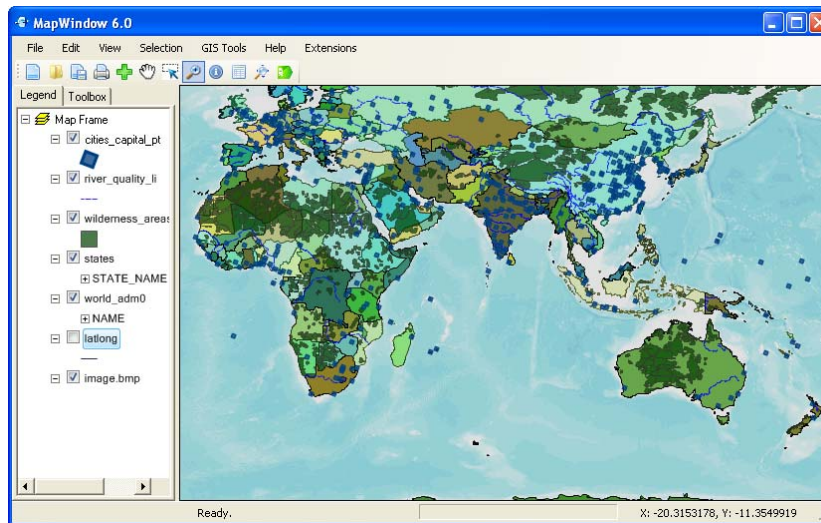 MapWindow 6.0
File Edit View Selection GIS Tools Help Extensions
Legend Toolbox
Map Frame
cities_capital_pt
river_quality_li
wilderness_areas
states
STATE_NAME
world_adm0
NAME
latlong
image.bmp
Ready. X: -20.3153178, Y: -11.3549919